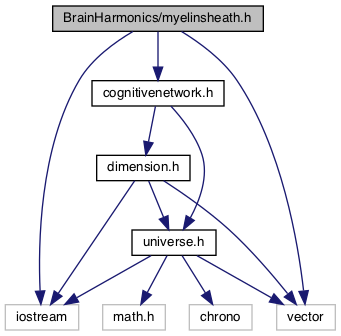 BrainHarmonics/myelinsheath.h
cognitivenetwork.h
dimension.h
universe.h
iostream
math.h
chrono
vector